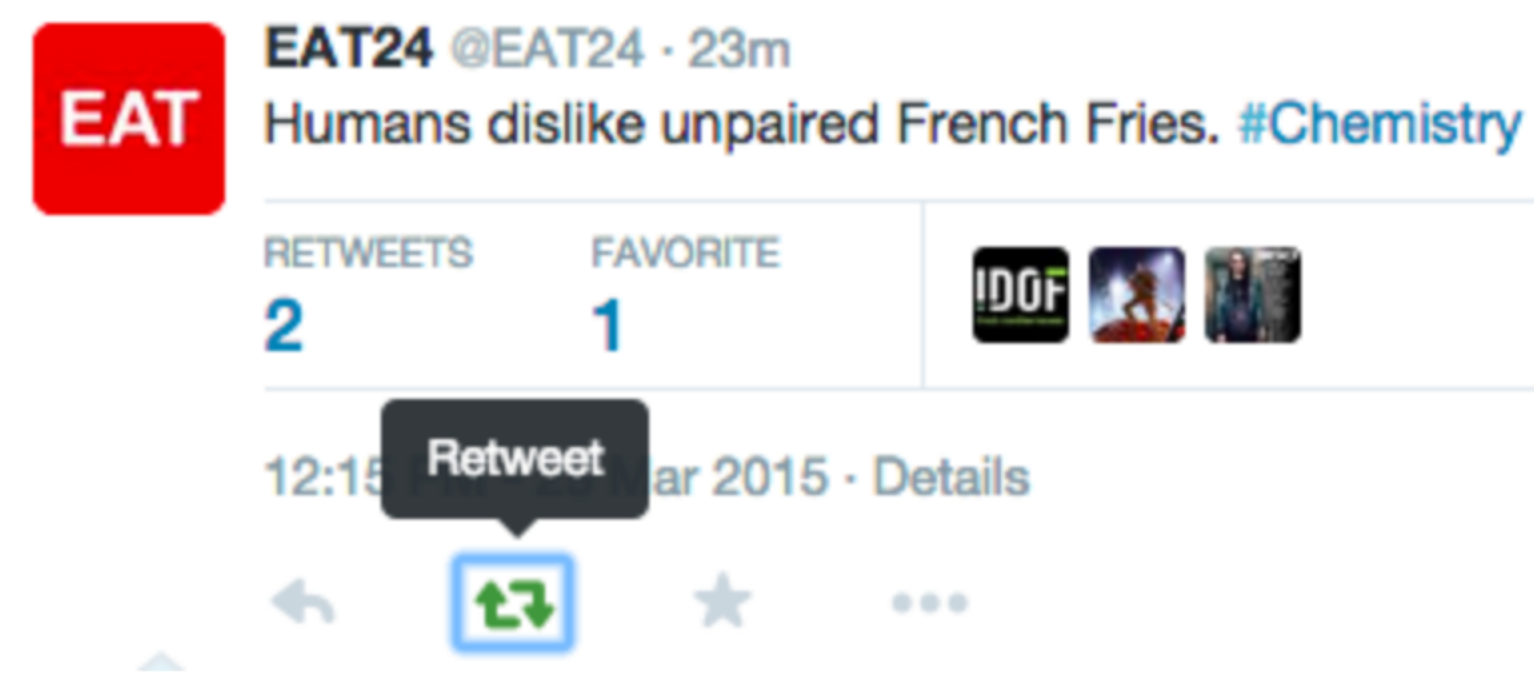 EAT
EAT24 @EAT24 · 23m
Humans dislike unpaired French Fries. #Chemistry
RETWEETS FAVORITE
2 1
IDOF
Retweet
12:15 Mar 2015 · Details